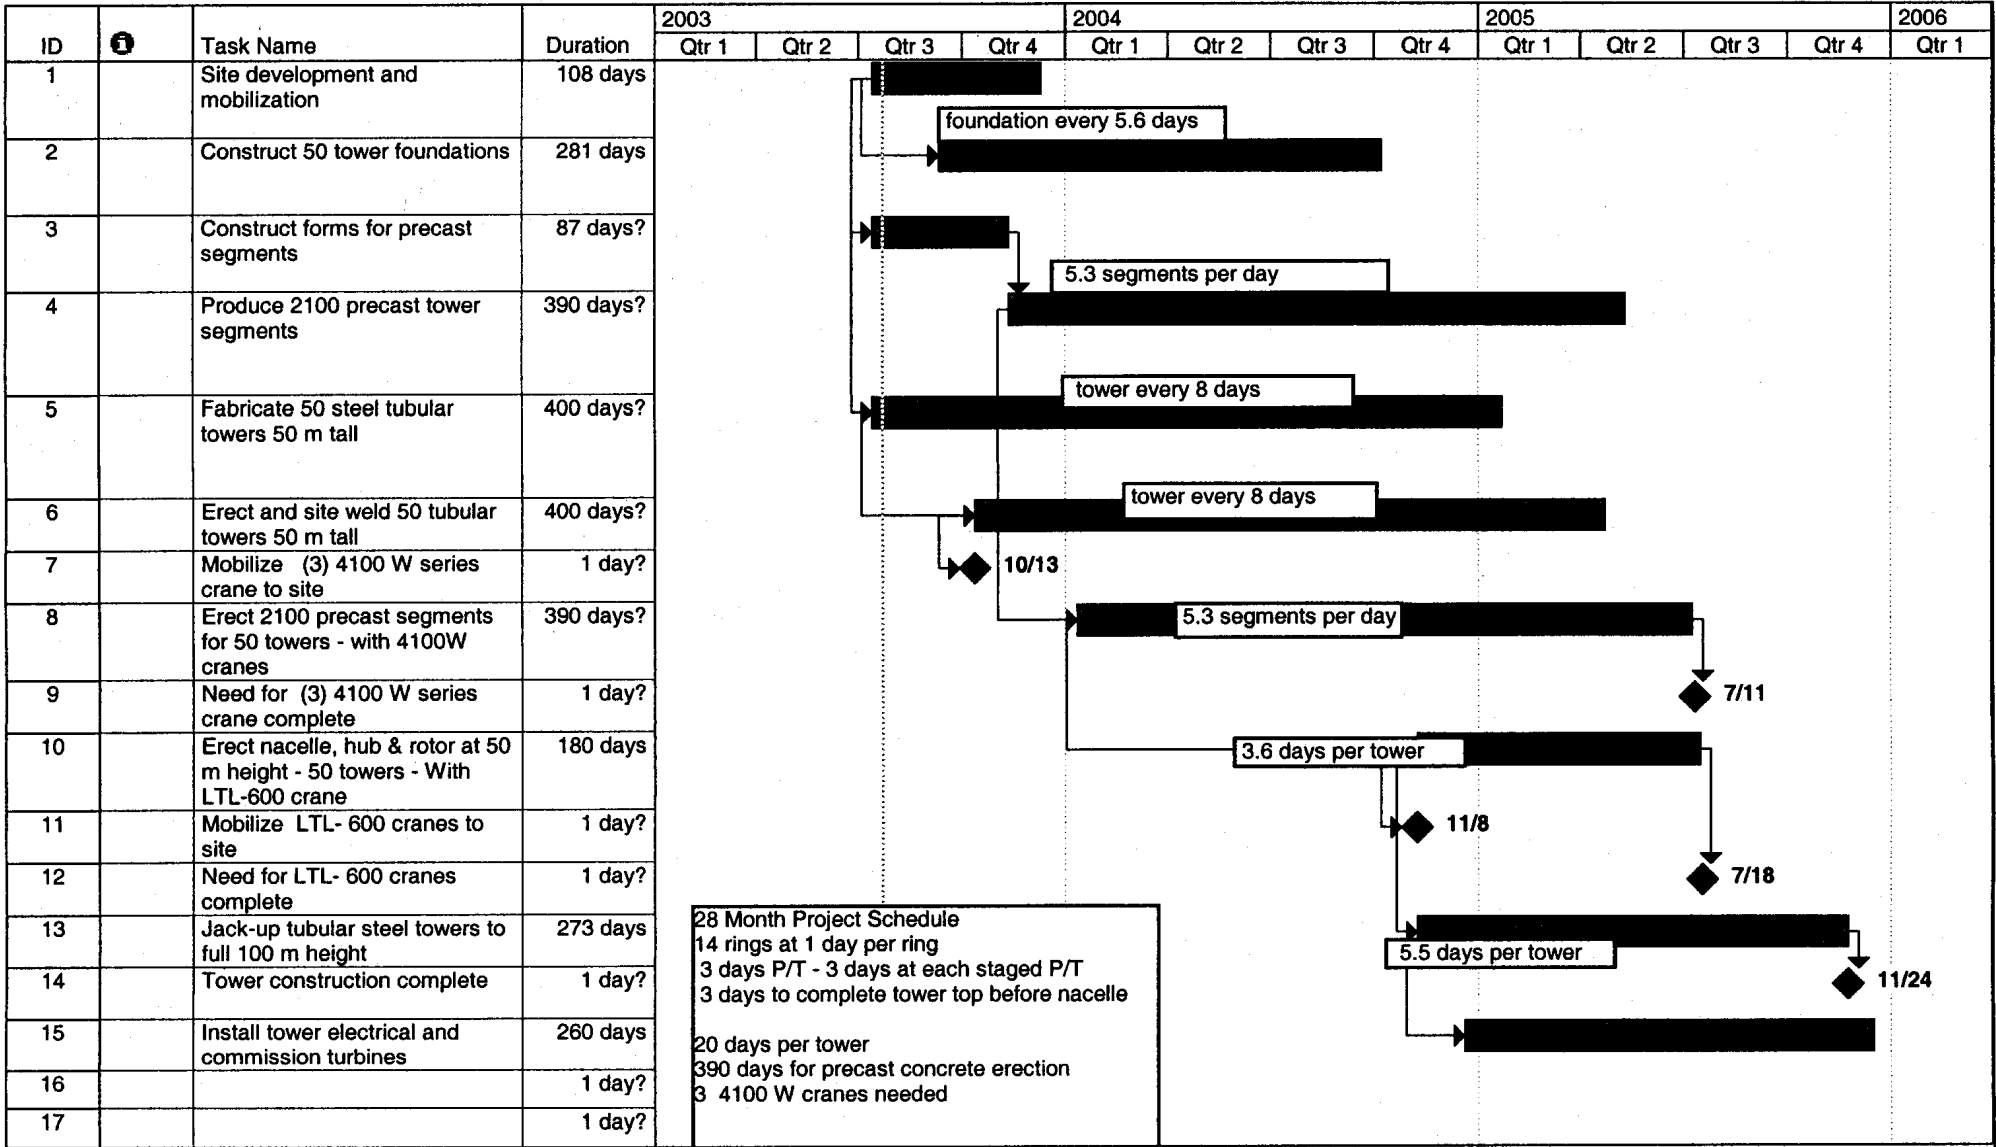 2003 2004 2005 2006
ID Task Name Duration Qtr 1 Qtr 2 Qtr 3 Qtr 4 Qtr 1 Qtr 2 Qtr 3 Qtr 4 Qtr 1 Qtr 2 Qtr 3 Qtr 4 Qtr 1
1 Site development and 108 days
mobilization
foundation every 5.6 days
2 Construct 50 tower foundations 281 days
3 Construct forms for precast 87 days?
segments
5.3 segments per day
4 Produce 2100 precast tower 390 days?
segments
tower every 8 days
5 Fabricate 50 steel tubular 400 days?
towers 50 m tall
tower every 8 days
6 Erect and site weld 50 tubular 400 days?
towers 50 m tall
7 Mobilize (3) 4100 W series 1 day? 10/13
crane to site
8 Erect 2100 precast segments 390 days? 5.3 segments per day
for 50 towers - with 4100W
cranes
9 Need for (3) 4100 W series 1 day? 7/11
crane complete
10 Erect nacelle, hub & rotor at 50 180 days 3.6 days per tower
m height - 50 towers - With
LTL-600 crane
11 Mobilize LTL- 600 cranes to 1 day? 11/8
site
12 Need for LTL- 600 cranes 1 day? 7/18
complete
13 Jack-up tubular steel towers to 273 days
full 100 m height
5.5 days per tower
14 Tower construction complete 1 day? 11/24
15 Install tower electrical and 260 days
commission turbines
16 1 day?
17 1 day?
28 Month Project Schedule
14 rings at 1 day per ring
3 days P/T - 3 days at each staged P/T
3 days to complete tower top before nacelle
20 days per tower
390 days for precast concrete erection
3 4100 W cranes needed